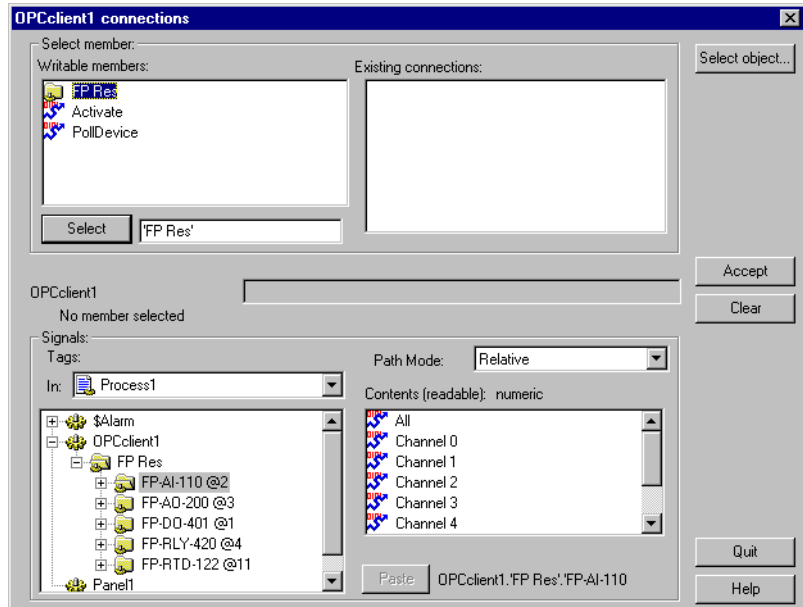 OPCclient1 connections
Select member:
Writable members:
FP Res
Activate
PollDevice
Select
'FP Res'
Existing connections:
Select object...
Accept
Clear
OPCclient1
No member selected
Signals:
Tags:
In: Process1
$Alarm
OPCclient1
FP Res
FP-AI-110 @2
FP-AO-200 @3
FP-DO-401 @1
FP-RLY-420 @4
FP-RTD-122 @11
Panel1
Path Mode: Relative
Contents (readable): numeric
All
Channel 0
Channel 1
Channel 2
Channel 3
Channel 4
Paste
OPCclient1.'FP Res'.'FP-AI-110
Quit
Help